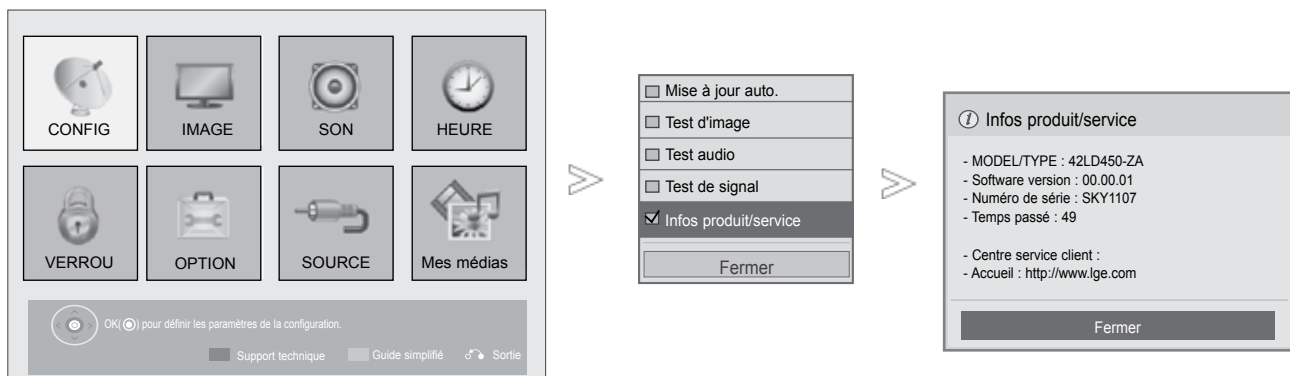 CONFIG
IMAGE
SON
HEURE
VERROU
OPTION
SOURCE
Mes médias
OK(◉) pour définir les paramètres de la configuration.
Support technique
Guide simplifié
Sortie
Mise à jour auto.
Test d'image
Test audio
Test de signal
Infos produit/service
Fermer
Infos produit/service
- MODEL/TYPE : 42LD450-ZA
- Software version : 00.00.01
- Numéro de série : SKY1107
- Temps passé : 49
- Centre service client :
- Accueil : http://www.lge.com
Fermer